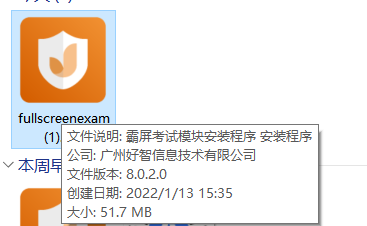 fullscreenexam
(1)
文件说明: 霸屏考试模块安装程序 安装程序
公司: 广州好智信息技术有限公司
文件版本: 8.0.2.0
创建日期: 2022/1/13 15:35
大小: 51.7 MB
本周早